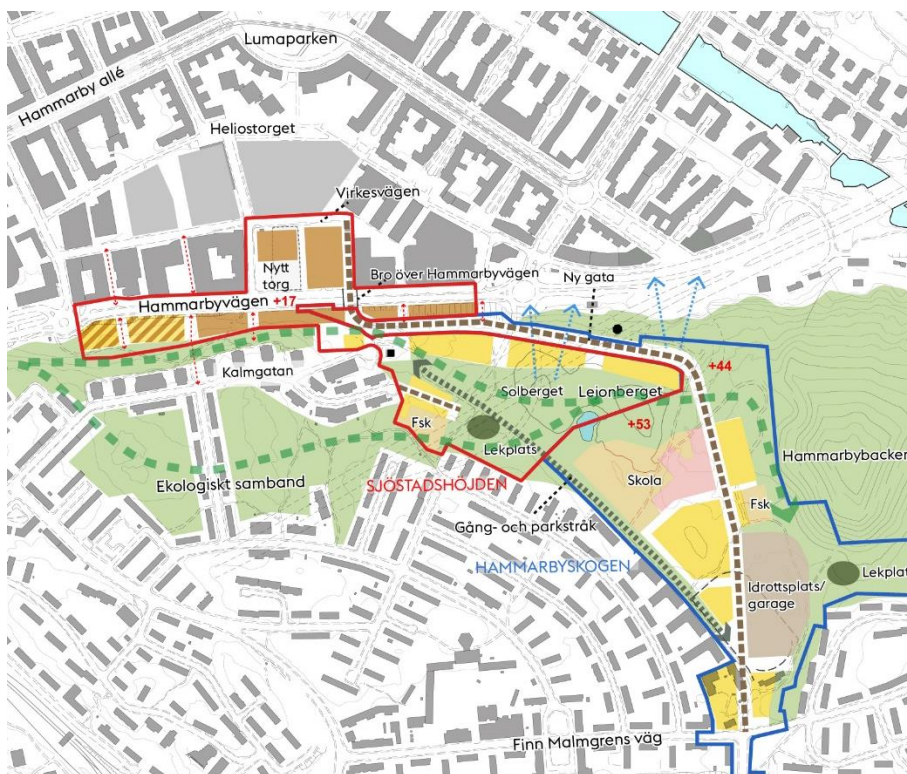 Lumaparken
Hammarby allé
Heliostorget
Virkesvägen
Nytt
torg
Bro över Hammarbyvägen
Ny gata
Hammarbyvägen +17
+44
Kalmgatan
Solberget
Lejonberget
Fsk
+53
Lekplats
Skola
Hammarbybacken
Ekologiskt samband
SJÖSTADSHÖJDEN
Fsk
Gång- och parkstråk
HAMMARBYSKOGEN
Idrottsplats/
garage
Lekplat
Finn Malmgrens väg